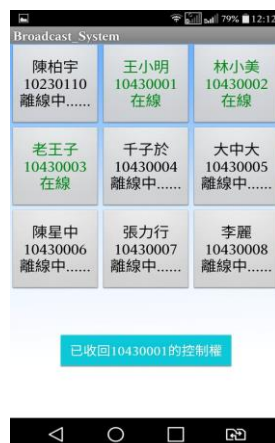 79% 12:12
Broadcast_System
陳柏宇
10230110
離線中......
王小明
10430001
在線
林小美
10430002
在線
老王子
10430003
在線
千子於
10430004
離線中......
大中大
10430005
離線中......
陳星中
10430006
離線中......
張力行
10430007
離線中......
李麗
10430008
離線中......
已收回10430001的控制權